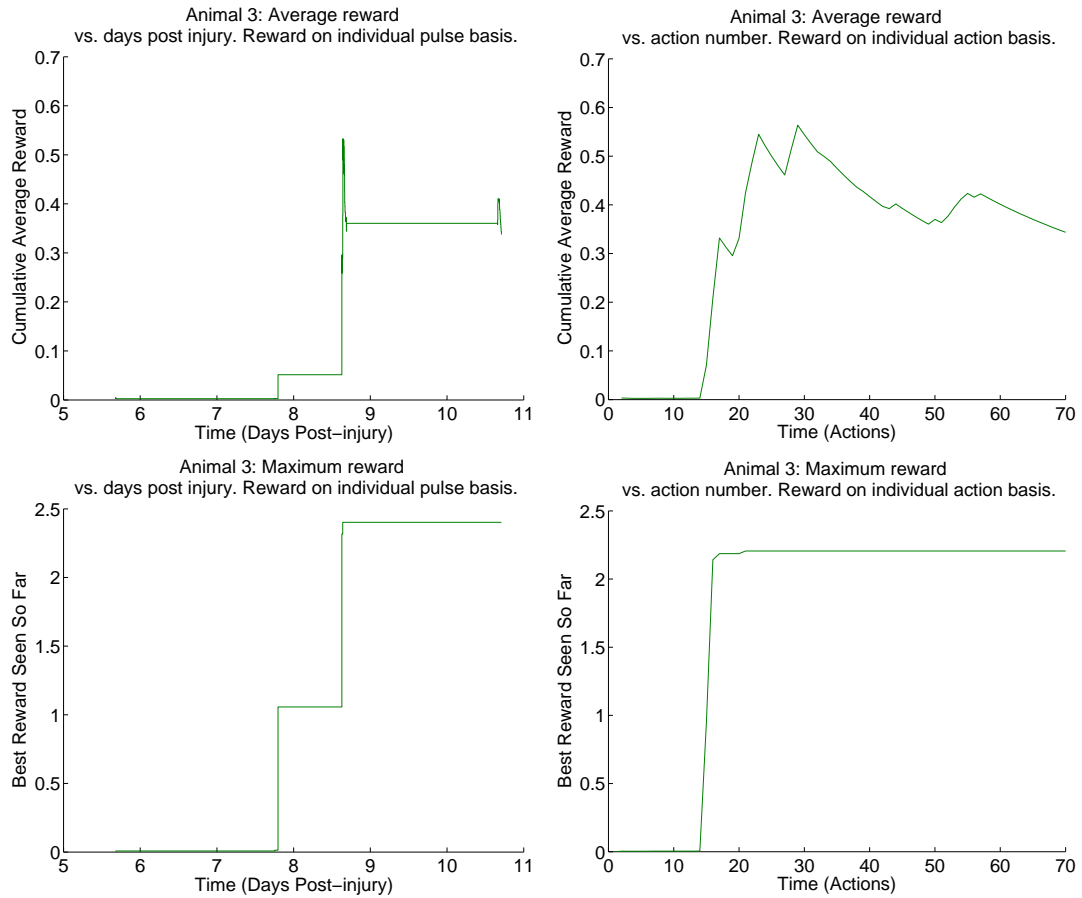 Animal 3: Average reward
vs. days post injury. Reward on individual pulse basis.
0.7
0.6
0.5
0.4
0.3
0.2
0.1
0
Cumulative Average Reward
5 6 7 8 9 10 11
Time (Days Post−injury)
Animal 3: Average reward
vs. action number. Reward on individual action basis.
0.7
0.6
0.5
0.4
0.3
0.2
0.1
0
Cumulative Average Reward
0 10 20 30 40 50 60 70
Time (Actions)
Animal 3: Maximum reward
vs. days post injury. Reward on individual pulse basis.
2.5
2
1.5
1
0.5
0
Best Reward Seen So Far
5 6 7 8 9 10 11
Time (Days Post−injury)
Animal 3: Maximum reward
vs. action number. Reward on individual action basis.
2.5
2
1.5
1
0.5
0
Best Reward Seen So Far
0 10 20 30 40 50 60 70
Time (Actions)